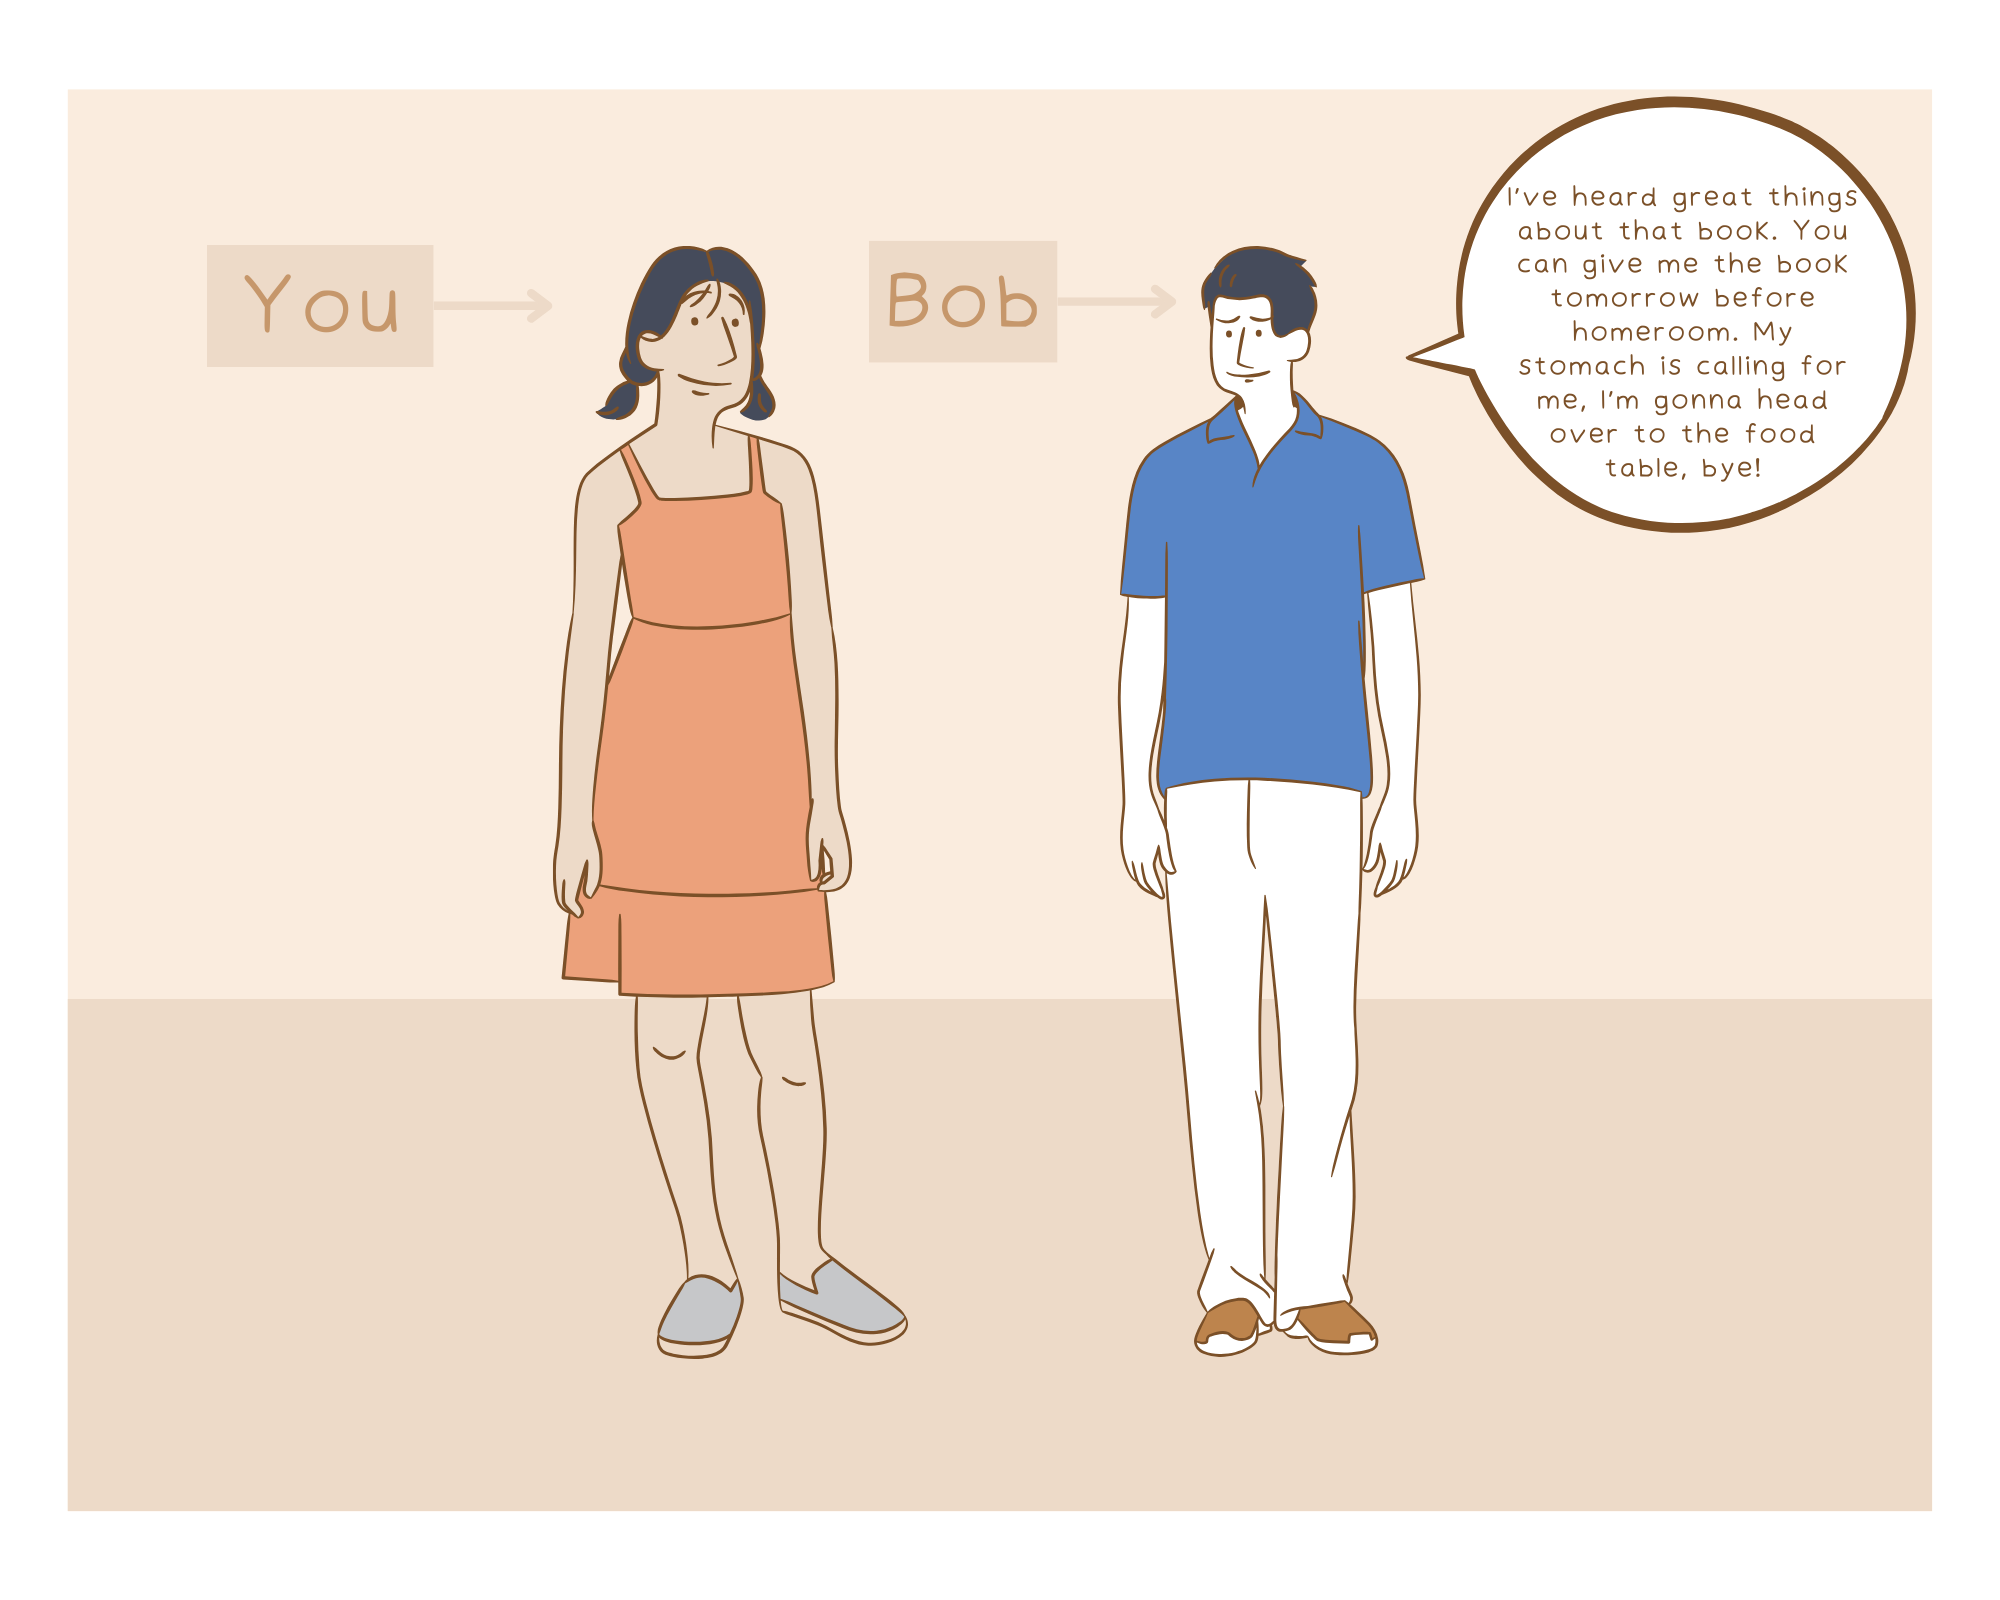 You
Bob
I've heard great things
about that book. You
can give me the book
tomorrow before
homeroom. My
stomach is calling for
me, I'm gonna head
over to the food
table, bye!